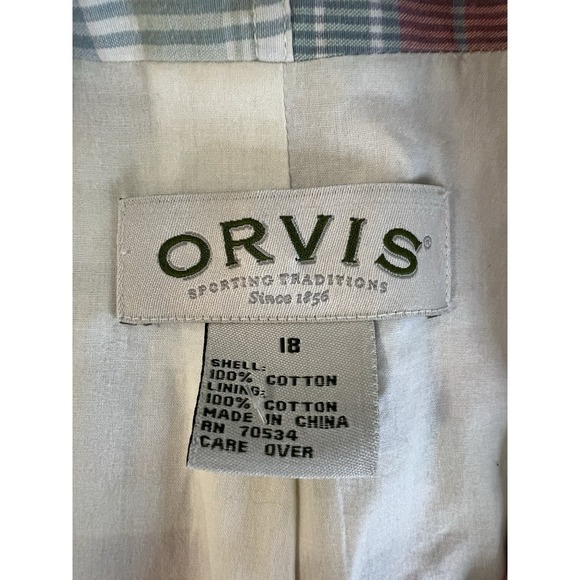 ORVIS®
SPORTING TRADITIONS
Since 1856
18
SHELL:
100% COTTON
LINING:
100% COTTON
MADE IN CHINA
RN 70534
CARE OVER